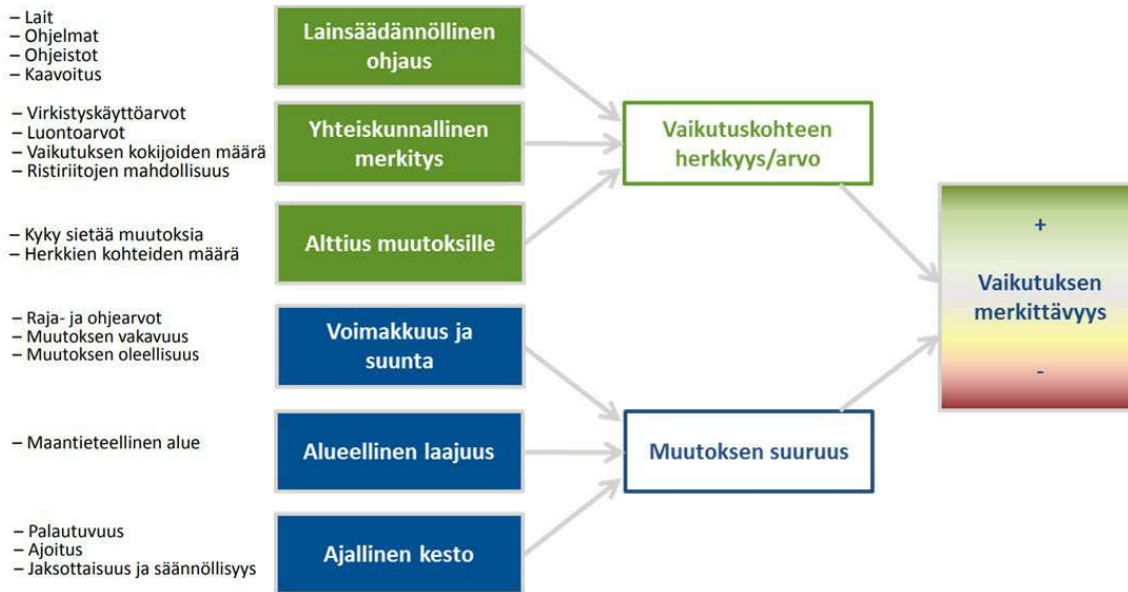 – Lait
– Ohjelmat
– Ohjeistot
– Kaavoitus
Lainsäädännöllinen
ohjaus
– Virkistyskäyttöarvot
– Luontoarvot
– Vaikutuksen kokijoiden määrä
– Ristiriitojen mahdollisuus
Yhteiskunnallinen
merkitys
– Kyky sietää muutoksia
– Herkkien kohteiden määrä
Alttius muutoksille
Vaikutuskohteen
herkkyys/arvo
– Raja- ja ohjearvot
– Muutoksen vakavuus
– Muutoksen oleellisuus
Voimakkuus ja
suunta
– Maantieteellinen alue
Alueellinen laajuus
– Palautuvuus
– Ajoitus
– Jaksottaisuus ja säännöllisyys
Ajallinen kesto
Muutoksen suuruus
+
Vaikutuksen
merkittävyys
-